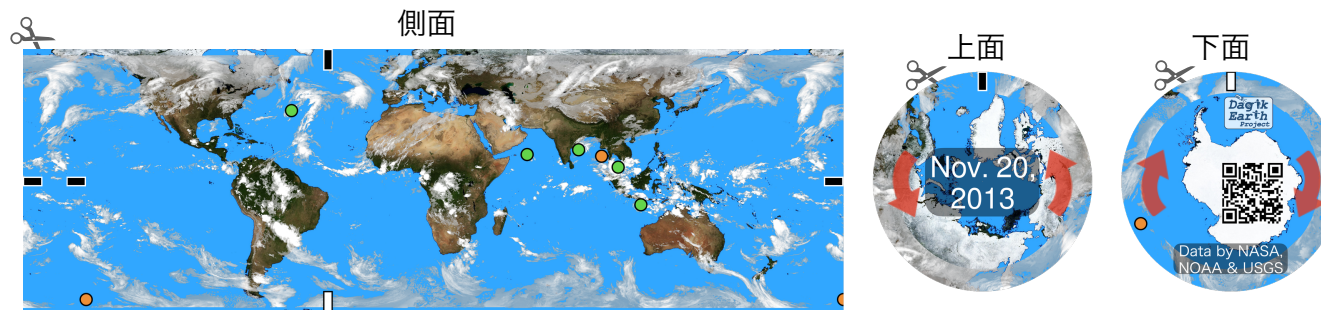 側面
上面
下面
Nov. 20,
2013
Dagik
Earth
Project
Data by NASA,
NOAA & USGS